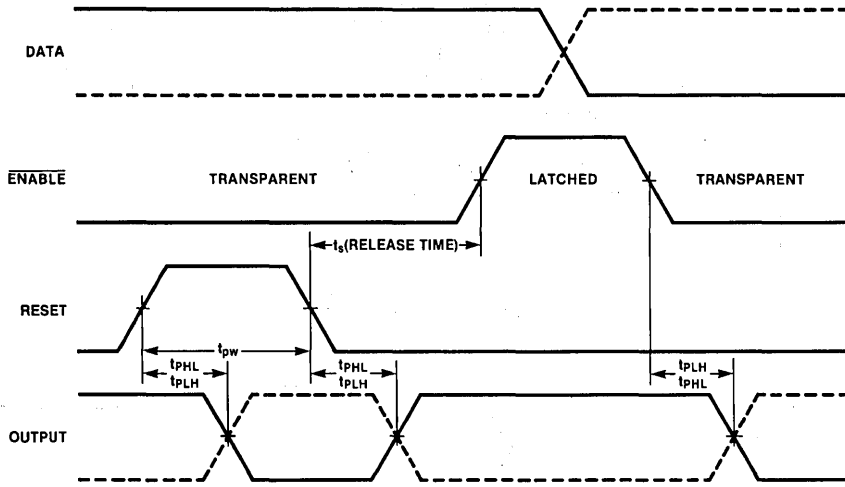 DATA
ENABLE
TRANSPARENT
LATCHED
TRANSPARENT
ts(RELEASE TIME)
RESET
tpw
tPHL
tPLH
tPHL
tPLH
tPLH
tPHL
OUTPUT